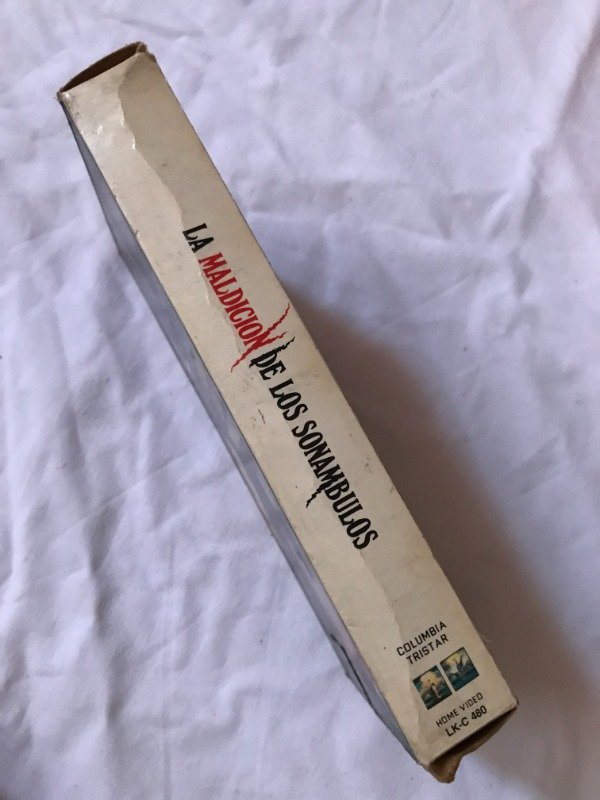 LA MALDICION DE LOS SONAMBULOS
COLUMBIA
TRISTAR
HOME VIDEO
LK-C 480